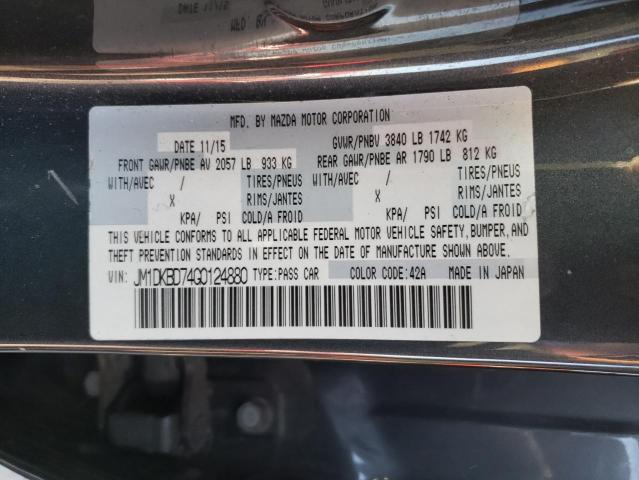 MFD. BY MAZDA MOTOR CORPORATION
DATE 11/15 GVWR/PNBV 3840 LB 1742 KG
FRONT GAWR/PNBE AV 2057 LB 933 KG REAR GAWR/PNBE AR 1790 LB 812 KG
WITH/AVEC / TIRES/PNEUS WITH/AVEC / TIRES/PNEUS
X RIMS/JANTES X RIMS/JANTES
KPA/ PSI COLD/A FROID KPA/ PSI COLD/A FROID
THIS VEHICLE CONFORMS TO ALL APPLICABLE FEDERAL MOTOR VEHICLE SAFETY, BUMPER, AND
THEFT PREVENTION STANDARDS IN EFFECT ON THE DATE OF MANUFACTURE SHOWN ABOVE.
VIN: JM1DKBD74G0124880 TYPE:PASS CAR COLOR CODE:42A MADE IN JAPAN